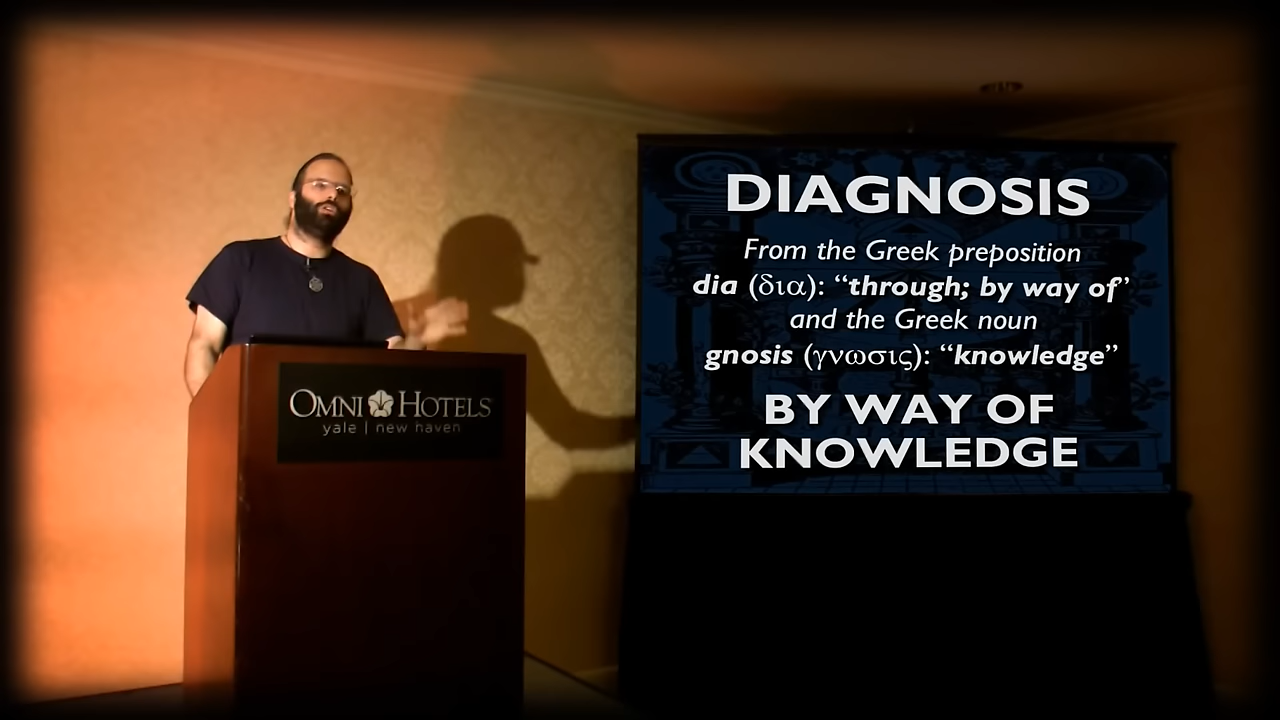 OMNI HOTELS
yale | new haven
DIAGNOSIS
From the Greek preposition
dia (δια): “through; by way of”
and the Greek noun
gnosis (γνωσις): “knowledge”
BY WAY OF
KNOWLEDGE